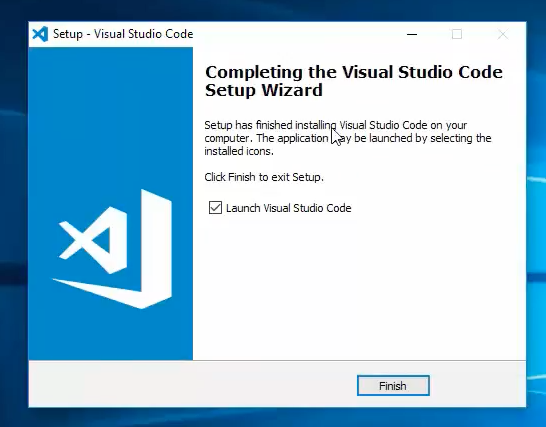 Setup - Visual Studio Code
Completing the Visual Studio Code
Setup Wizard
Setup has finished installing Visual Studio Code on your
computer. The application may be launched by selecting the
installed icons.
Click Finish to exit Setup.
Launch Visual Studio Code
Finish